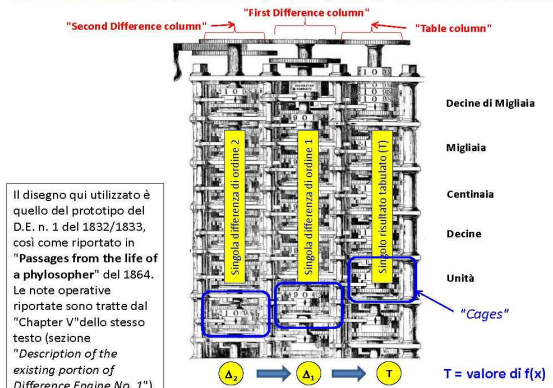 "First Difference column"
"Second Difference column"
"Table column"
Decine di Migliaia
Migliaia
Centinaia
Decine
Unità
"Cages"
Singola differenza di ordine 2
Singola differenza di ordine 1
Singolo risultato tabulato (T)
Il disegno qui utilizzato è
quello del prototipo del
D.E. n. 1 del 1832/1833,
così come riportato in
"Passages from the life of
a phylosopher" del 1864.
Le note operative
riportate sono tratte dal
"Chapter V"dello stesso
testo (sezione
"Description of the
existing portion of
Difference Engine No. 1")
Δ2
Δ1
T
T = valore di f(x)